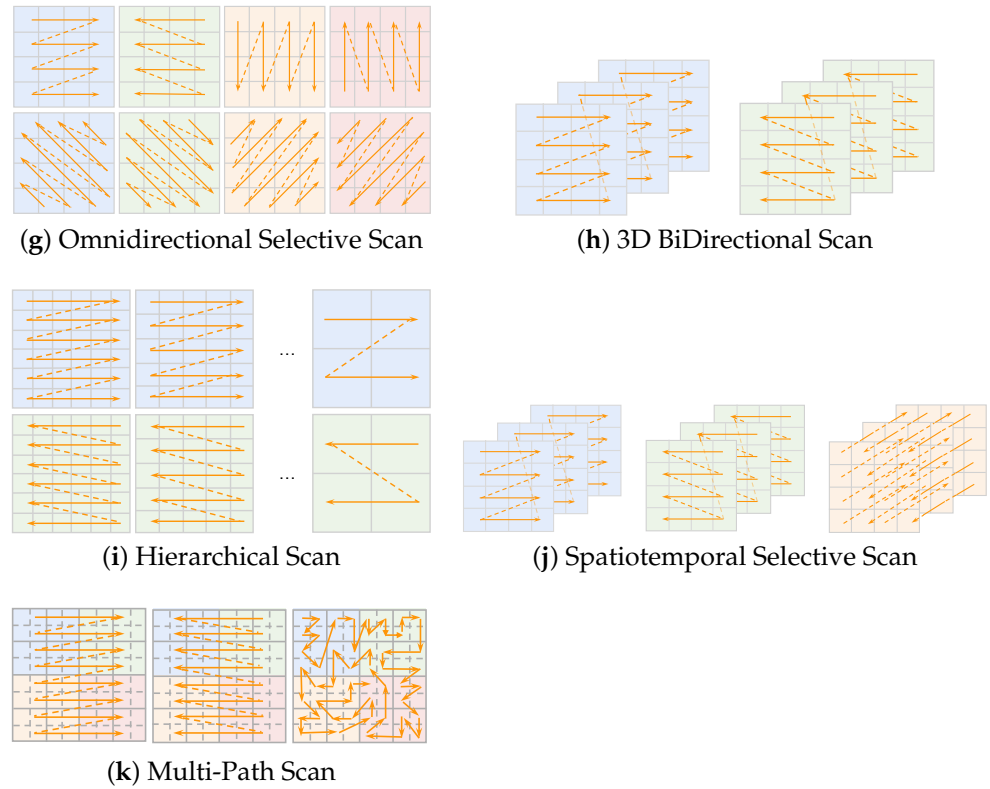 (g) Omnidirectional Selective Scan
(h) 3D BiDirectional Scan
...
...
(i) Hierarchical Scan
(j) Spatiotemporal Selective Scan
(k) Multi-Path Scan